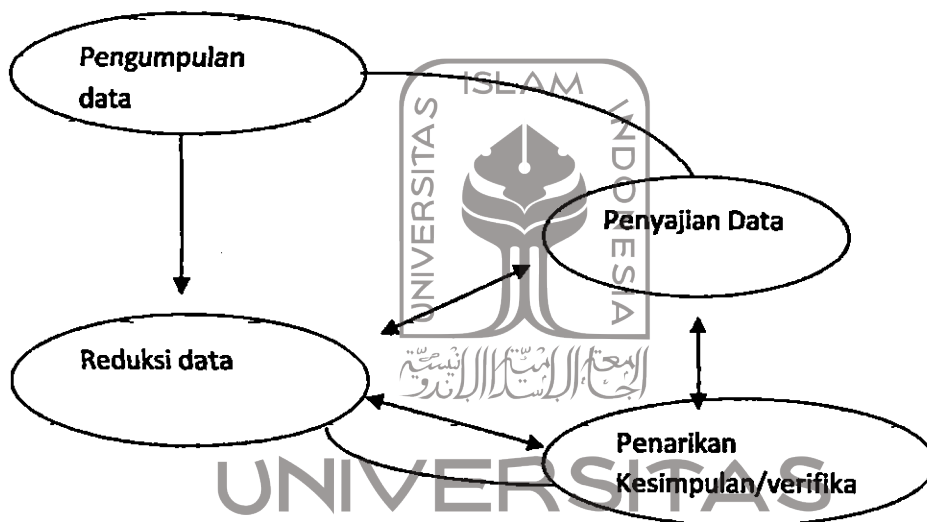 Pengumpulan
data
ISLAM
UNIVERSITAS
INDONESIA
Penyajian Data
Reduksi data
Penarikan
Kesimpulan/verifika
UNIVERSITAS